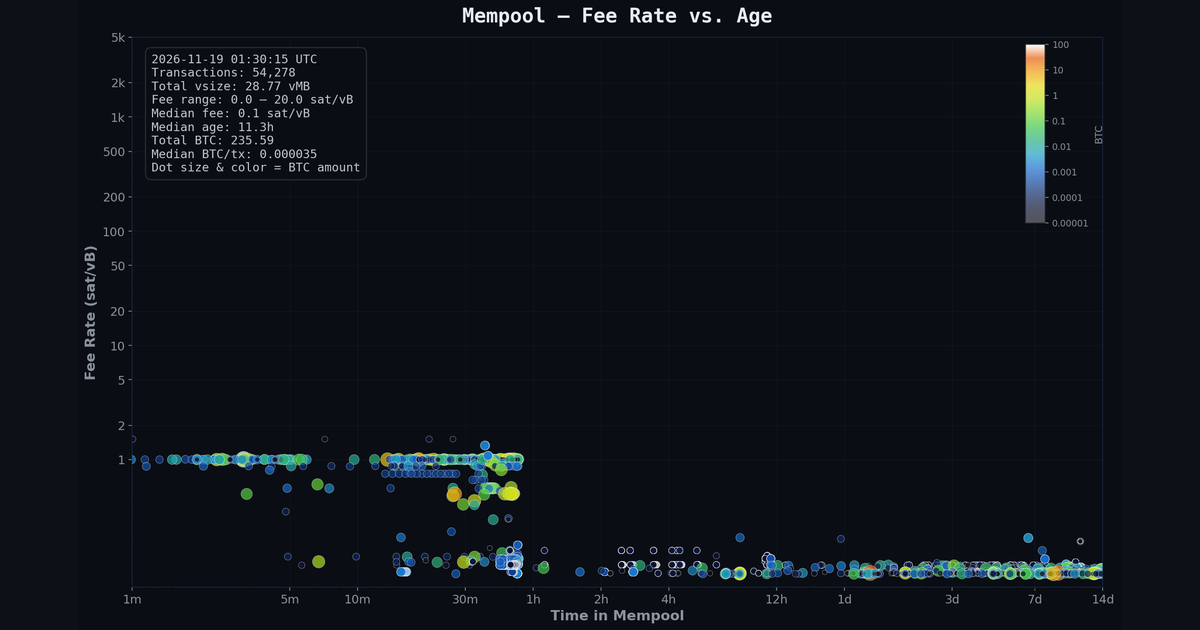 Mempool — Fee Rate vs. Age
2026-11-19 01:30:15 UTC
Transactions: 54,278
Total vsize: 28.77 vMB
Fee range: 0.0 – 20.0 sat/vB
Median fee: 0.1 sat/vB
Median age: 11.3h
Total BTC: 235.59
Median BTC/tx: 0.000035
Dot size & color = BTC amount
Fee Rate (sat/vB)
5k
2k
1k
500
200
100
50
20
10
5
2
1
100
10
1
0.1
0.01
0.001
0.0001
0.00001
BTC
1m 5m 10m 30m 1h 2h 4h 12h 1d 3d 7d 14d
Time in Mempool